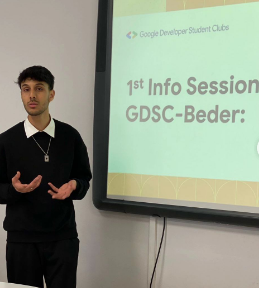 Google Developer Student Clubs
1st Info Session
GDSC-Beder: